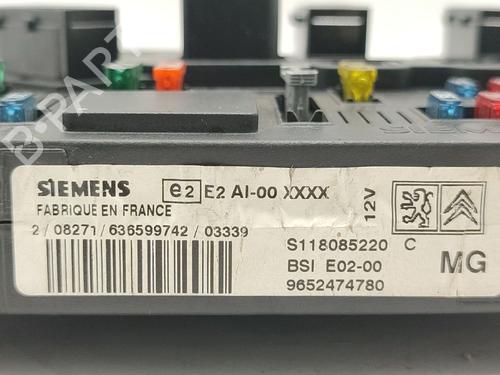 SIEMENS
e2 E2 AI-00 XXXX
12V
FABRIQUE EN FRANCE
2/08271/636599742/03339
S118085220 C
BSI E02-00
MG
9652474780
B-PARTS